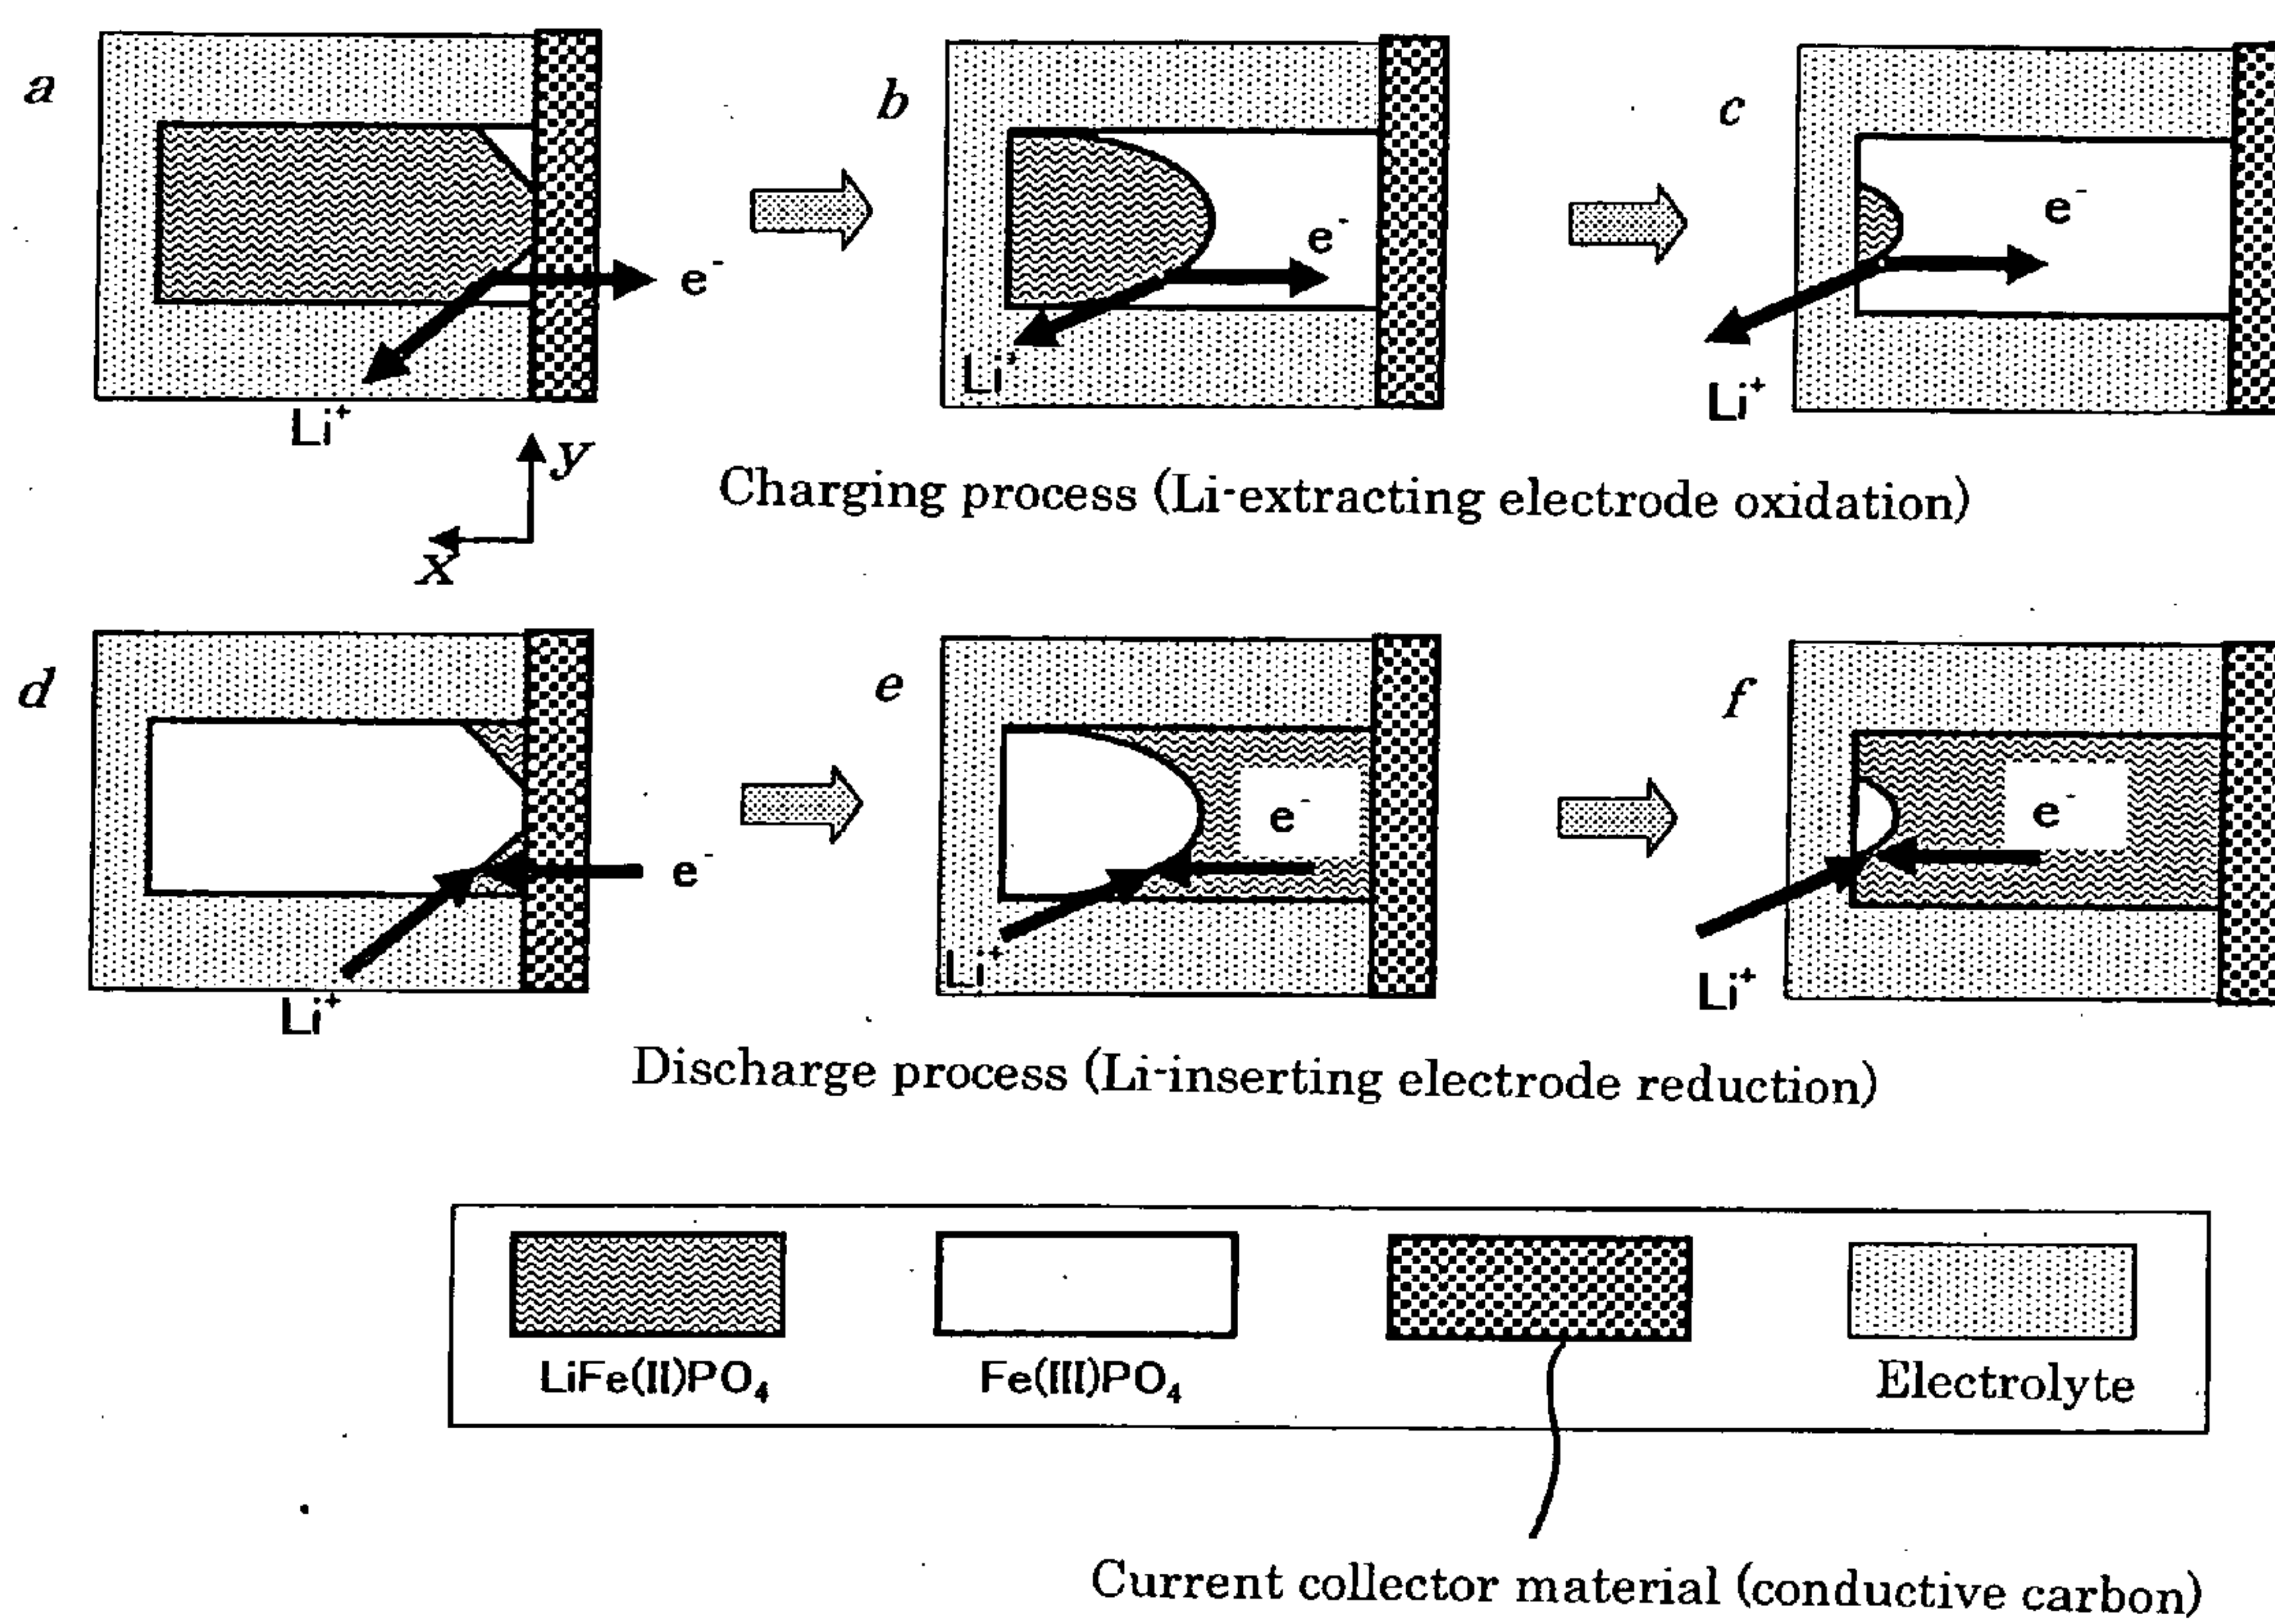 a
b
c
e⁻
e⁻
e⁻
Li⁺
Li⁺
Li⁺
y
x
Charging process (Li-extracting electrode oxidation)
d
e
f
e⁻
e⁻
e⁻
Li⁺
Li⁺
Li⁺
Discharge process (Li-inserting electrode reduction)
LiFe(II)PO₄
Fe(III)PO₄
Electrolyte
Current collector material (conductive carbon)